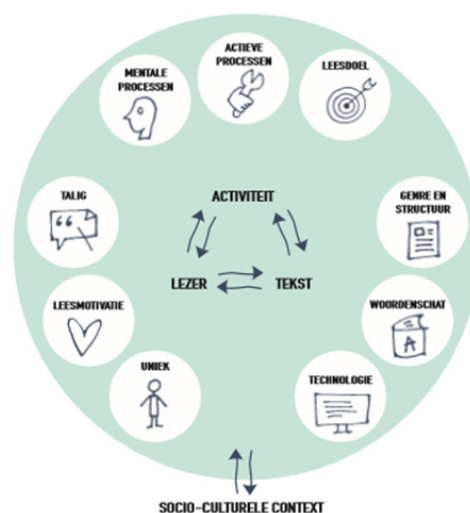 ACTIEVE
PROCESSEN
MENTALE
PROCESSEN
LEESDOEL
TALIG
ACTIVITEIT
GENRE EN
STRUCTUUR
LEZER
TEKST
LEESMOTIVATIE
WOORDENSCHAT
A
UNIEK
TECHNOLOGIE
SOCIO-CULTURELE CONTEXT